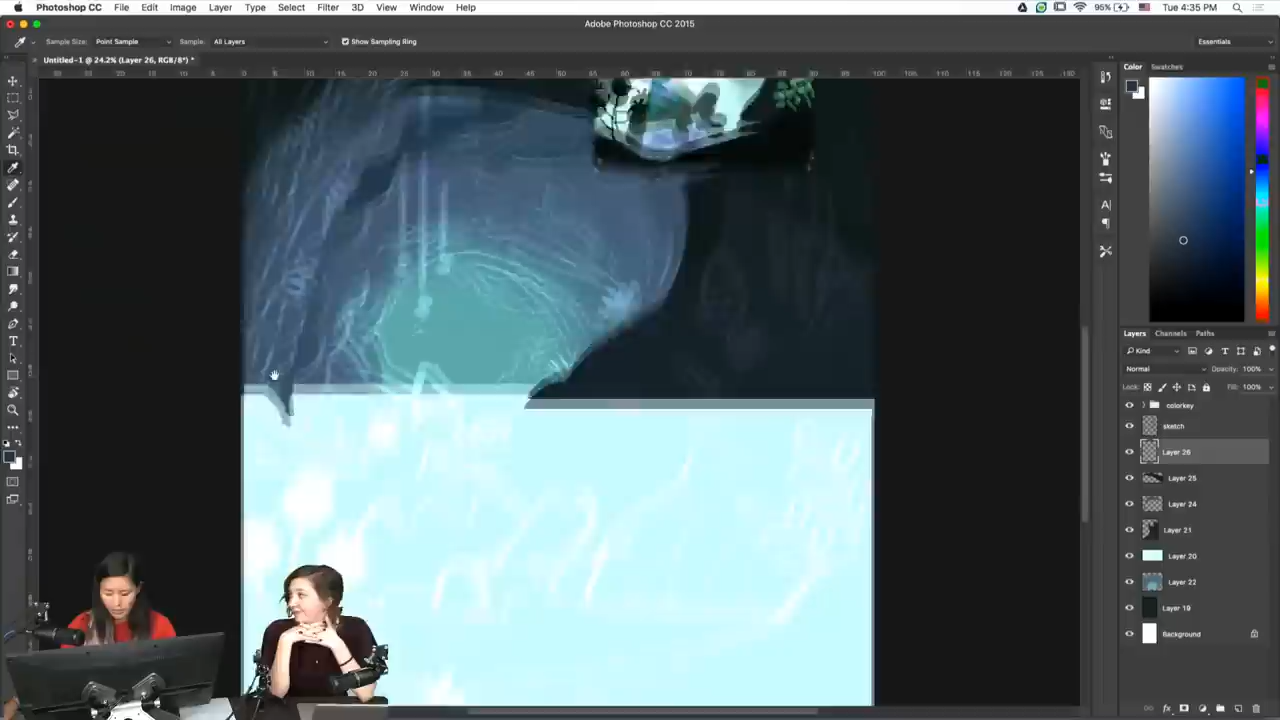 Photoshop CC File Edit Image Layer Type Select Filter 3D View Window Help 95% Tue 4:35 PM
Adobe Photoshop CC 2015
Sample Size: Point Sample Sample: All Layers Show Sampling Ring Essentials
Untitled-1 @ 24.2% (Layer 26, RGB/8*) *
Color Swatches
Layers Channels Paths
Kind
Normal Opacity: 100%
Lock: Fill: 100%
colorkey
sketch
Layer 26
Layer 25
Layer 24
Layer 21
Layer 20
Layer 22
Layer 19
Background